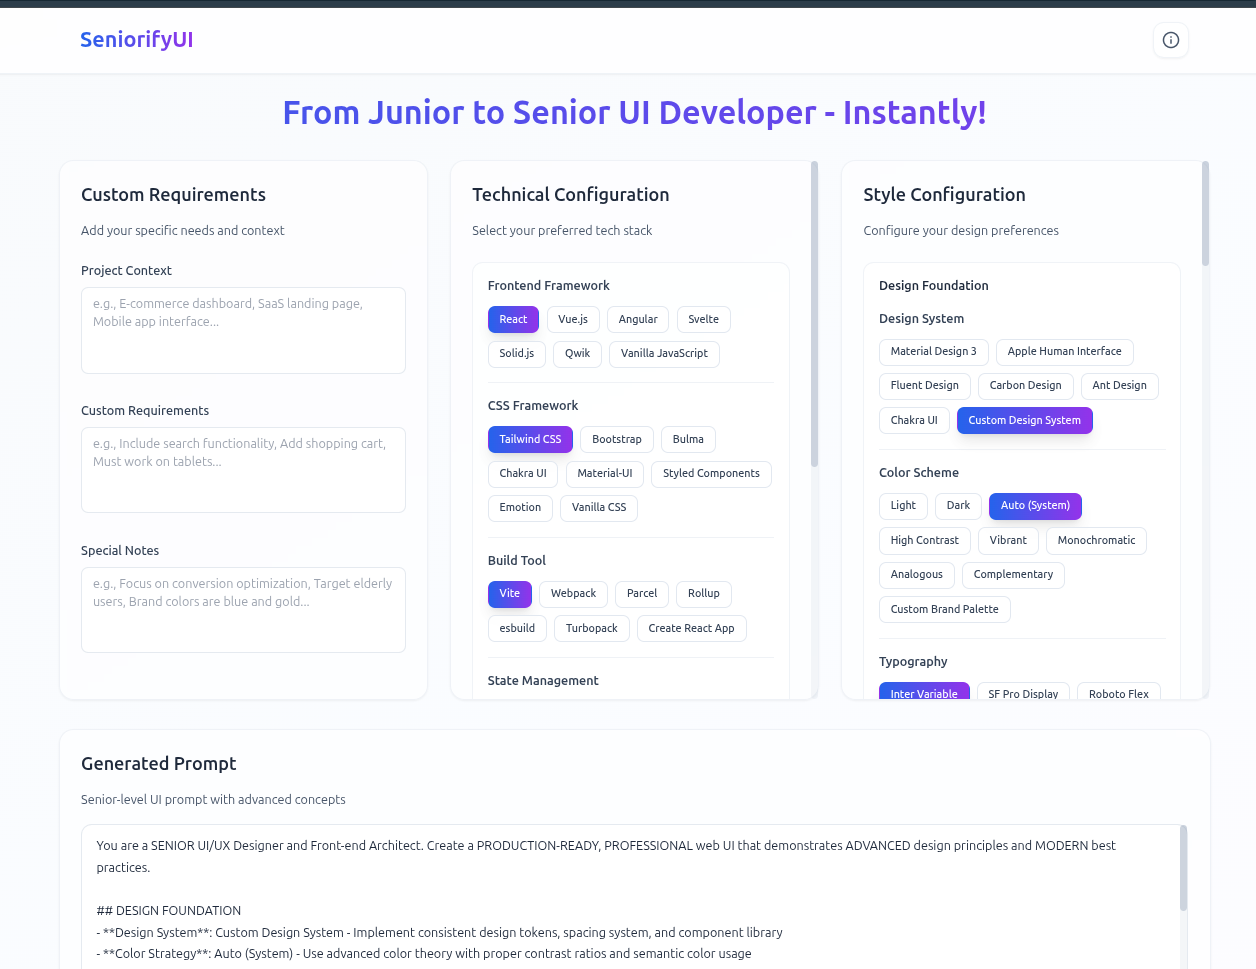 SeniorifyUI
From Junior to Senior UI Developer - Instantly!
Custom Requirements
Add your specific needs and context
Project Context
e.g., E-commerce dashboard, SaaS landing page,
Mobile app interface...
Custom Requirements
e.g., Include search functionality, Add shopping cart,
Must work on tablets...
Special Notes
e.g., Focus on conversion optimization, Target elderly
users, Brand colors are blue and gold...
Technical Configuration
Select your preferred tech stack
Frontend Framework
React Vue.js Angular Svelte
Solid.js Qwik Vanilla JavaScript
CSS Framework
Tailwind CSS Bootstrap Bulma
Chakra UI Material-UI Styled Components
Emotion Vanilla CSS
Build Tool
Vite Webpack Parcel Rollup
esbuild Turbopack Create React App
State Management
Style Configuration
Configure your design preferences
Design Foundation
Design System
Material Design 3 Apple Human Interface
Fluent Design Carbon Design Ant Design
Chakra UI Custom Design System
Color Scheme
Light Dark Auto (System)
High Contrast Vibrant Monochromatic
Analogous Complementary
Custom Brand Palette
Typography
Inter Variable SF Pro Display Roboto Flex
Generated Prompt
Senior-level UI prompt with advanced concepts
You are a SENIOR UI/UX Designer and Front-end Architect. Create a PRODUCTION-READY, PROFESSIONAL web UI that demonstrates ADVANCED design principles and MODERN best
practices.
## DESIGN FOUNDATION
- **Design System**: Custom Design System - Implement consistent design tokens, spacing system, and component library
- **Color Strategy**: Auto (System) - Use advanced color theory with proper contrast ratios and semantic color usage